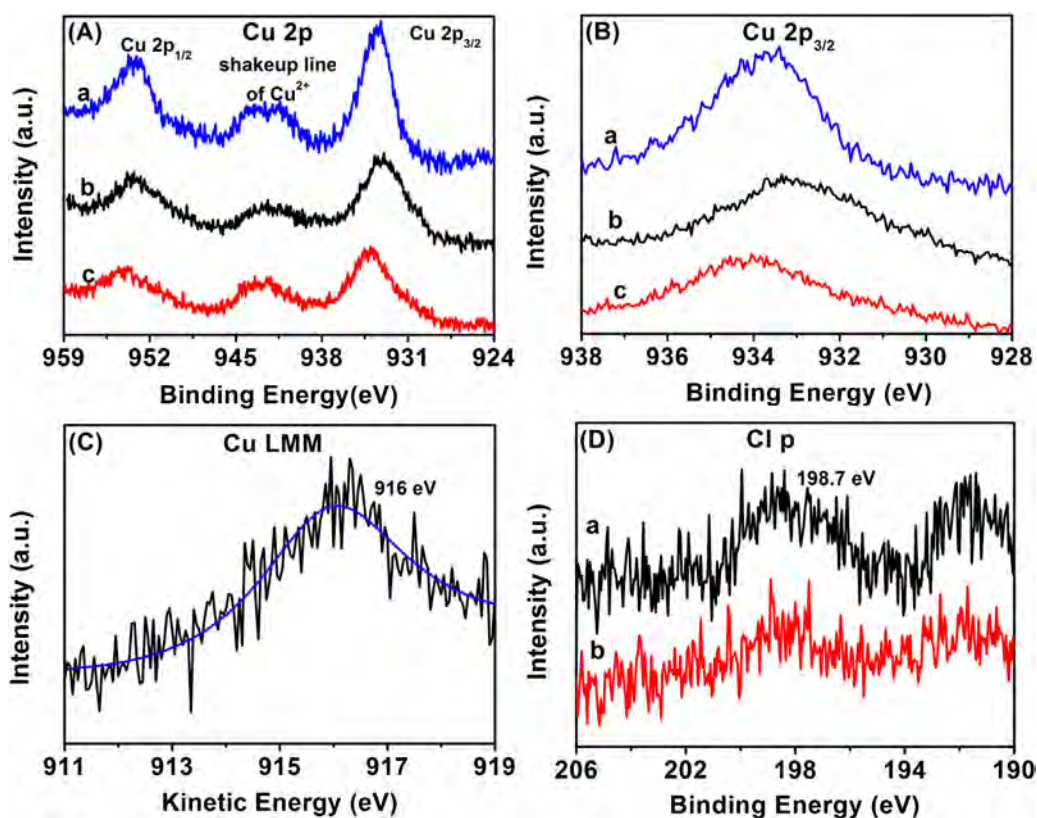 (A)
Cu 2p1/2
Cu 2p
shakeup line
of Cu2+
Cu 2p3/2
a
b
c
Intensity (a.u.)
959 952 945 938 931 924
Binding Energy(eV)
(B)
Cu 2p3/2
a
b
c
Intensity (a.u.)
938 936 934 932 930 928
Binding Energy (eV)
(C)
Cu LMM
916 eV
Intensity (a.u.)
911 913 915 917 919
Kinetic Energy (eV)
(D)
Cl p
198.7 eV
a
b
Intensity (a.u.)
206 202 198 194 190
Binding Energy (eV)